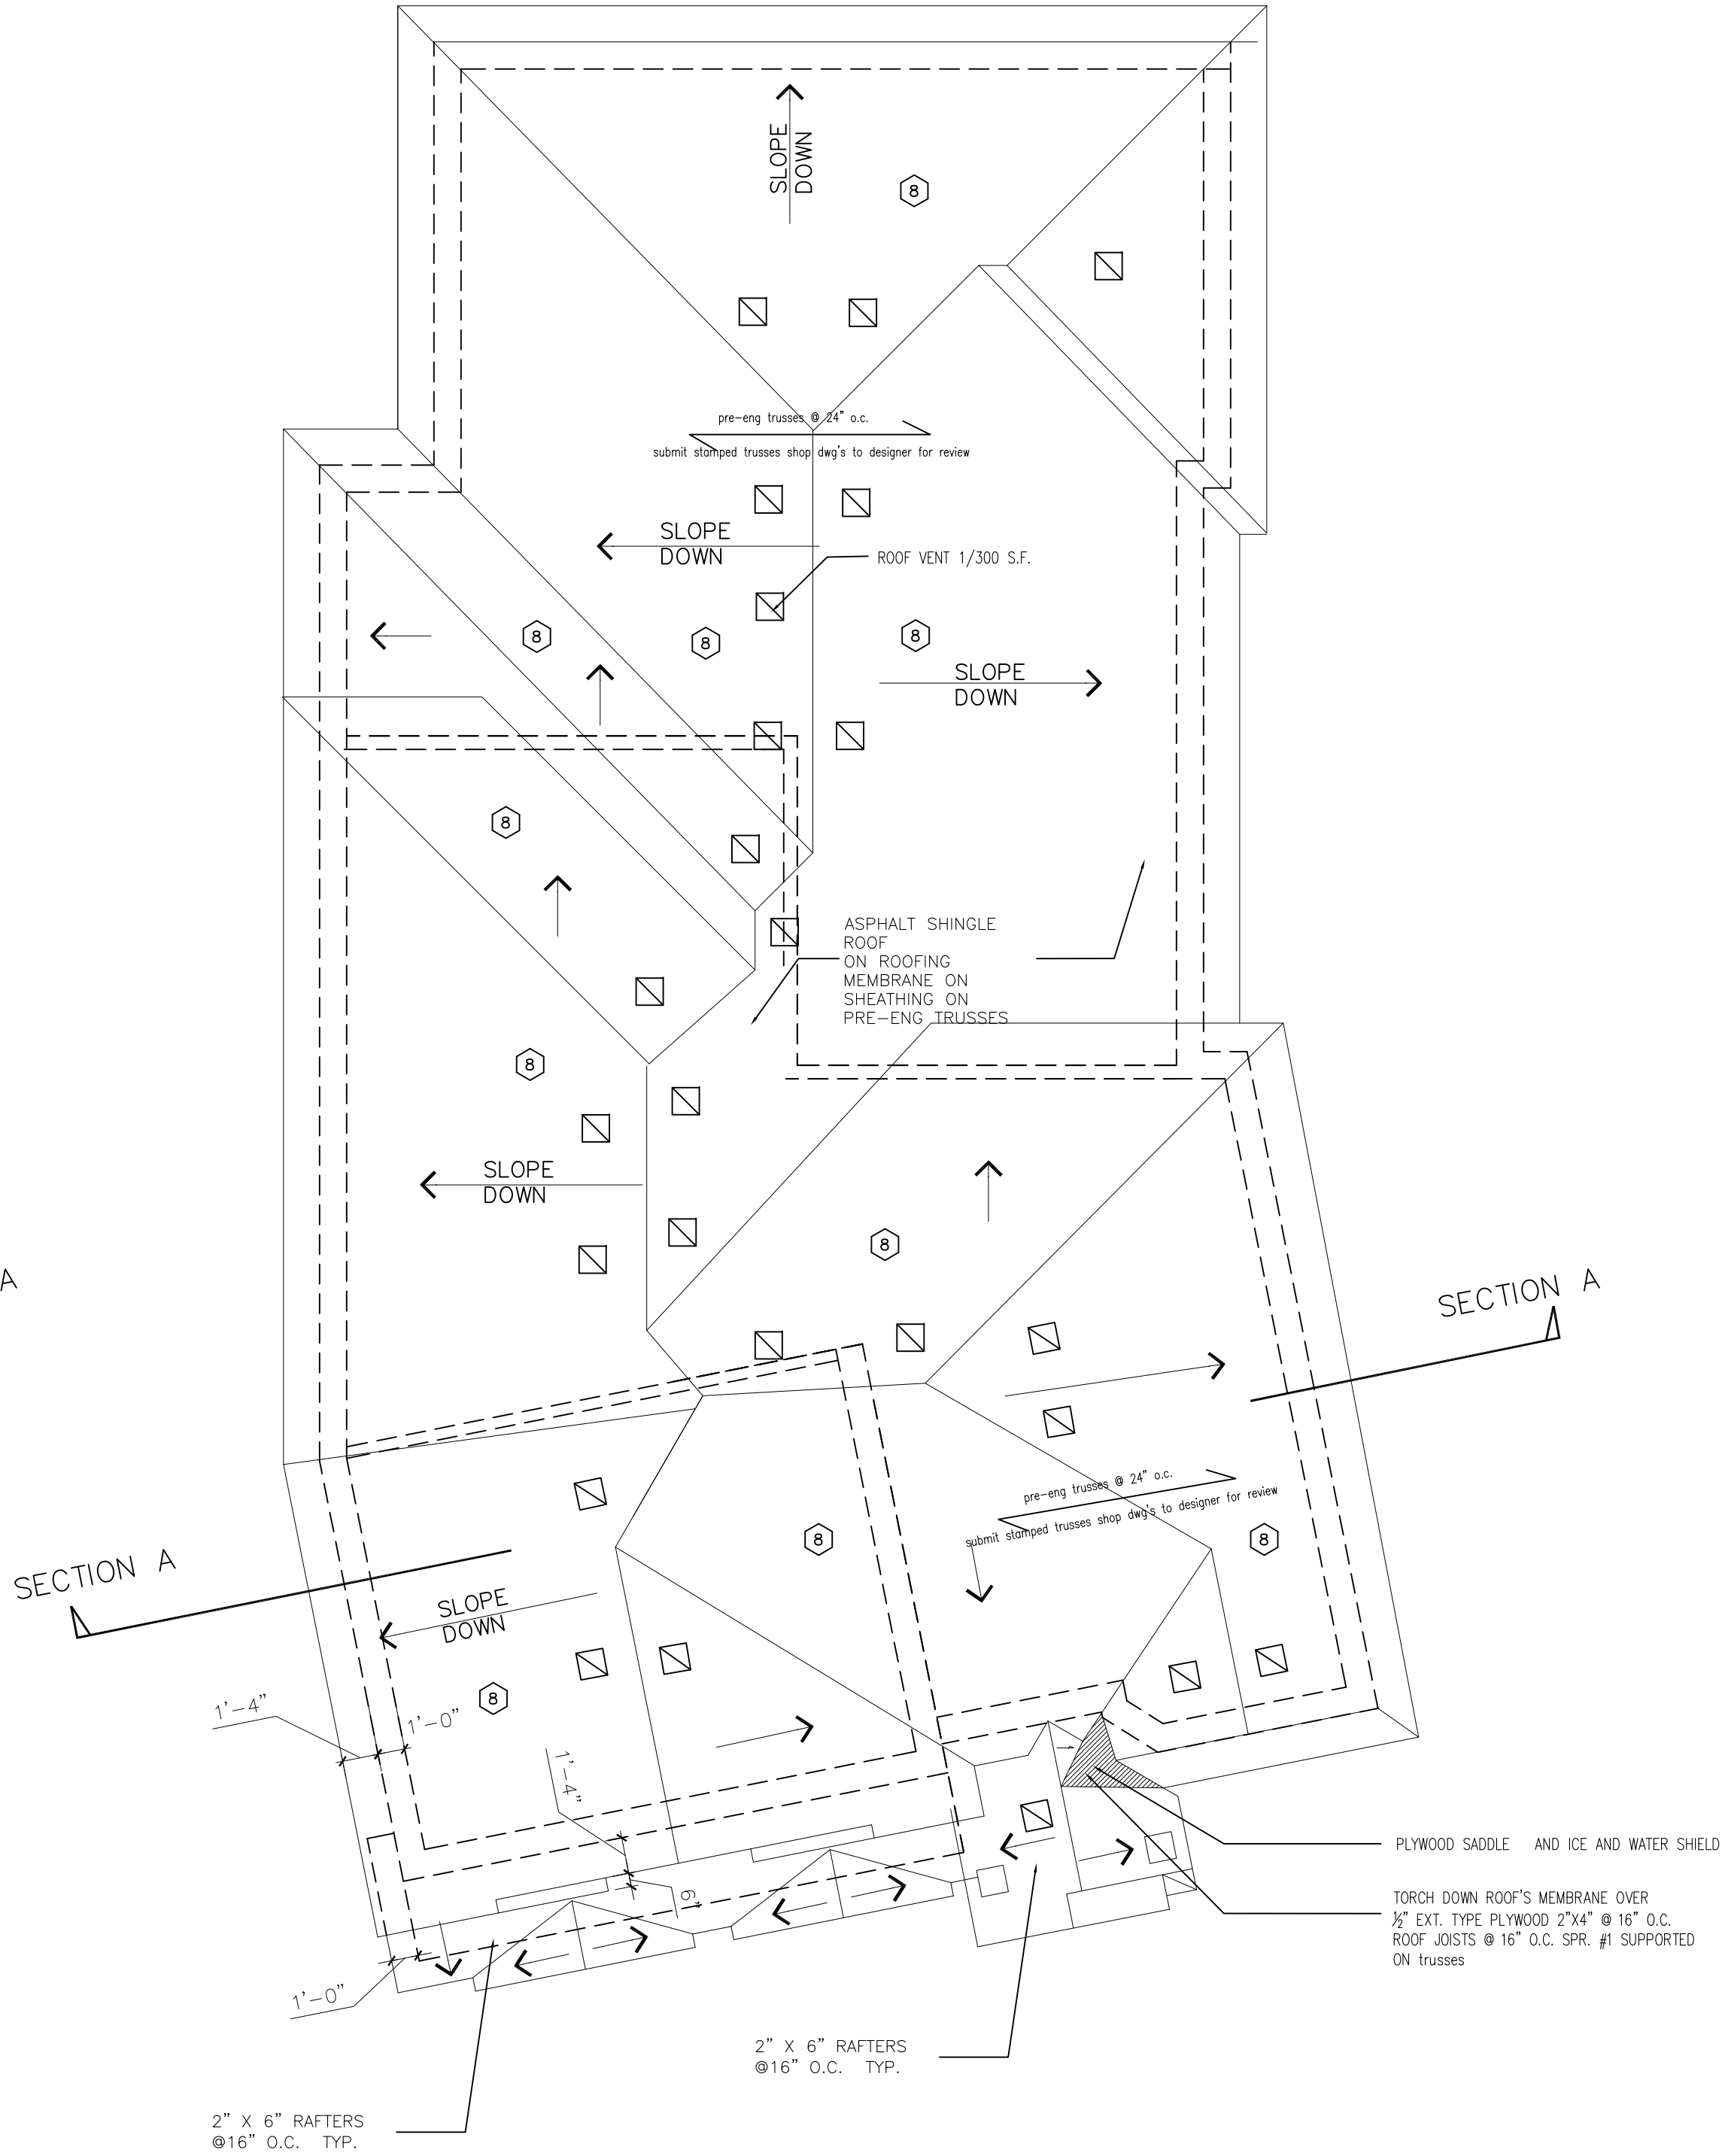 SLOPE
DOWN
8
pre-eng trusses @ 24" o.c.
submit stamped trusses shop dwg's to designer for review
SLOPE
DOWN
ROOF VENT 1/300 S.F.
8
8
8
SLOPE
DOWN
8
ASPHALT SHINGLE
ROOF
ON ROOFING
MEMBRANE ON
SHEATHING ON
PRE-ENG TRUSSES
8
SLOPE
DOWN
8
A
SECTION A
pre-eng trusses @ 24" o.c.
submit stamped trusses shop dwg's to designer for review
8
8
SECTION A
SLOPE
DOWN
8
1'-4"
1'-0"
1'-4"
6"
1'-0"
PLYWOOD SADDLE AND ICE AND WATER SHIELD
TORCH DOWN ROOF'S MEMBRANE OVER
½" EXT. TYPE PLYWOOD 2"X4" @ 16" O.C.
ROOF JOISTS @ 16" O.C. SPR. #1 SUPPORTED
ON trusses
2" X 6" RAFTERS
@16" O.C. TYP.
2" X 6" RAFTERS
@16" O.C. TYP.